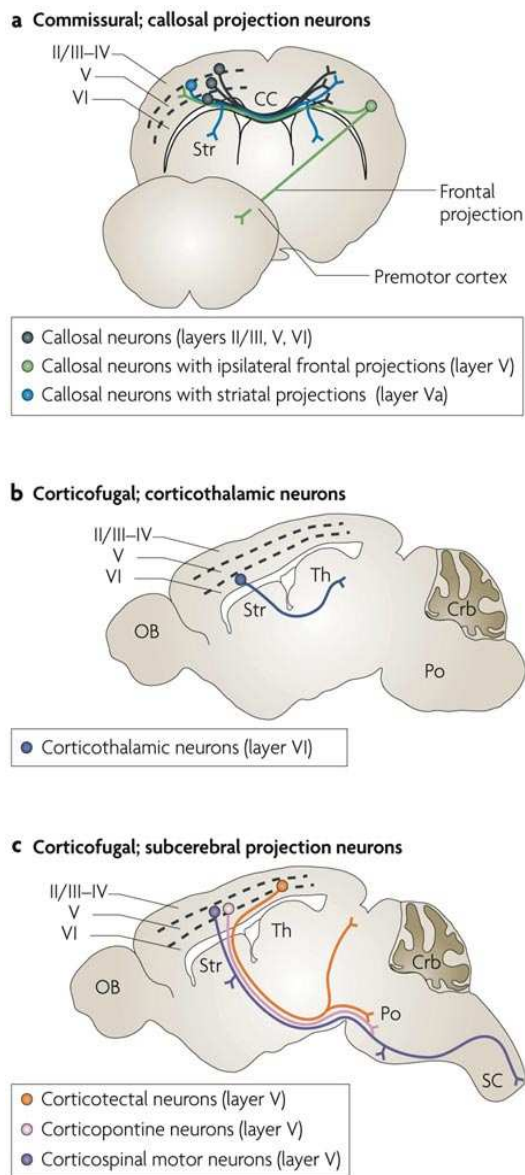 a Commissural; callosal projection neurons
II/III–IV
V
VI
CC
Str
Frontal
projection
Premotor cortex
Callosal neurons (layers II/III, V, VI)
Callosal neurons with ipsilateral frontal projections (layer V)
Callosal neurons with striatal projections (layer Va)
b Corticofugal; corticothalamic neurons
II/III–IV
V
VI
Th
Str
Crb
OB
Po
Corticothalamic neurons (layer VI)
c Corticofugal; subcerebral projection neurons
II/III–IV
V
VI
Th
Str
Crb
OB
Po
SC
Corticotectal neurons (layer V)
Corticopontine neurons (layer V)
Corticospinal motor neurons (layer V)